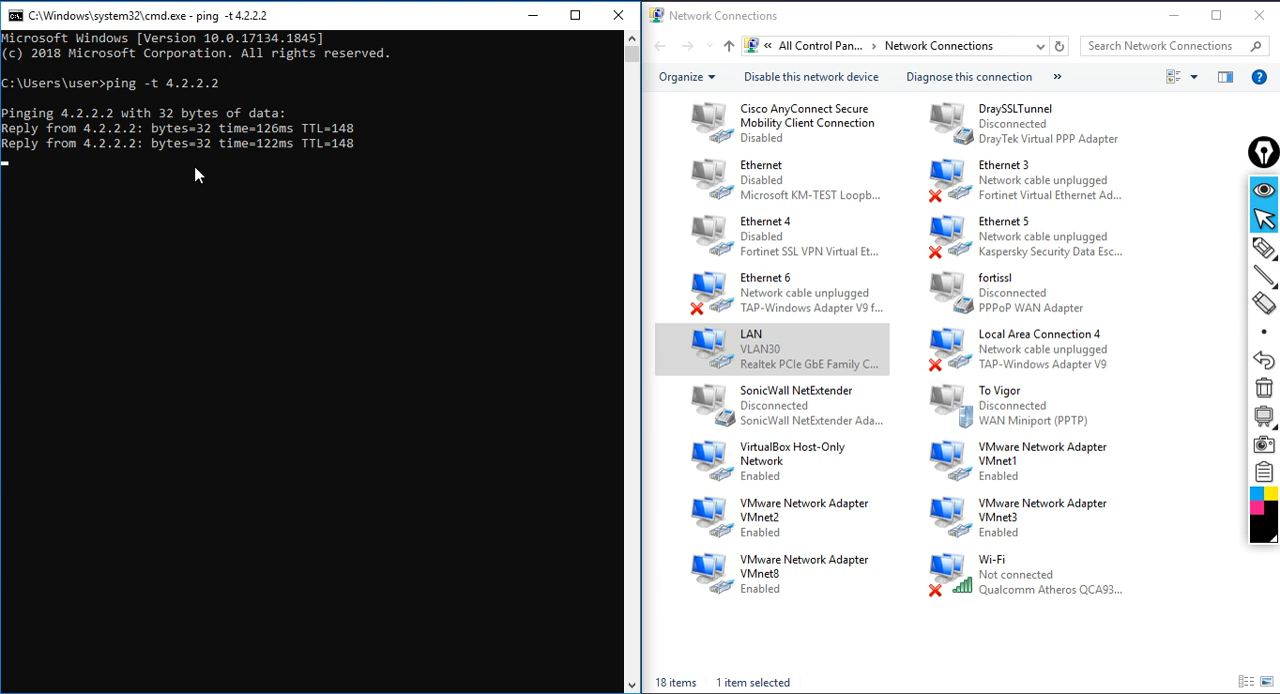 C:\Windows\system32\cmd.exe - ping  -t 4.2.2.2
Microsoft Windows [Version 10.0.17134.1845]
(c) 2018 Microsoft Corporation. All rights reserved.
C:\Users\user>ping -t 4.2.2.2
Pinging 4.2.2.2 with 32 bytes of data:
Reply from 4.2.2.2: bytes=32 time=126ms TTL=148
Reply from 4.2.2.2: bytes=32 time=122ms TTL=148
Network Connections
« All Control Pan... › Network Connections
Search Network Connections
Organize
Disable this network device
Diagnose this connection
»
Cisco AnyConnect Secure
Mobility Client Connection
Disabled
DraySSLTunnel
Disconnected
DrayTek Virtual PPP Adapter
Ethernet
Disabled
Microsoft KM-TEST Loopb...
Ethernet 3
Network cable unplugged
Fortinet Virtual Ethernet Ad...
Ethernet 4
Disabled
Fortinet SSL VPN Virtual Et...
Ethernet 5
Network cable unplugged
Kaspersky Security Data Esc...
Ethernet 6
Network cable unplugged
TAP-Windows Adapter V9 f...
fortissl
Disconnected
PPPoP WAN Adapter
LAN
VLAN30
Realtek PCIe GbE Family C...
Local Area Connection 4
Network cable unplugged
TAP-Windows Adapter V9
SonicWall NetExtender
Disconnected
SonicWall NetExtender Ada...
To Vigor
Disconnected
WAN Miniport (PPTP)
VirtualBox Host-Only
Network
Enabled
VMware Network Adapter
VMnet1
Enabled
VMware Network Adapter
VMnet2
Enabled
VMware Network Adapter
VMnet3
Enabled
VMware Network Adapter
VMnet8
Enabled
Wi-Fi
Not connected
Qualcomm Atheros QCA93...
18 items
1 item selected